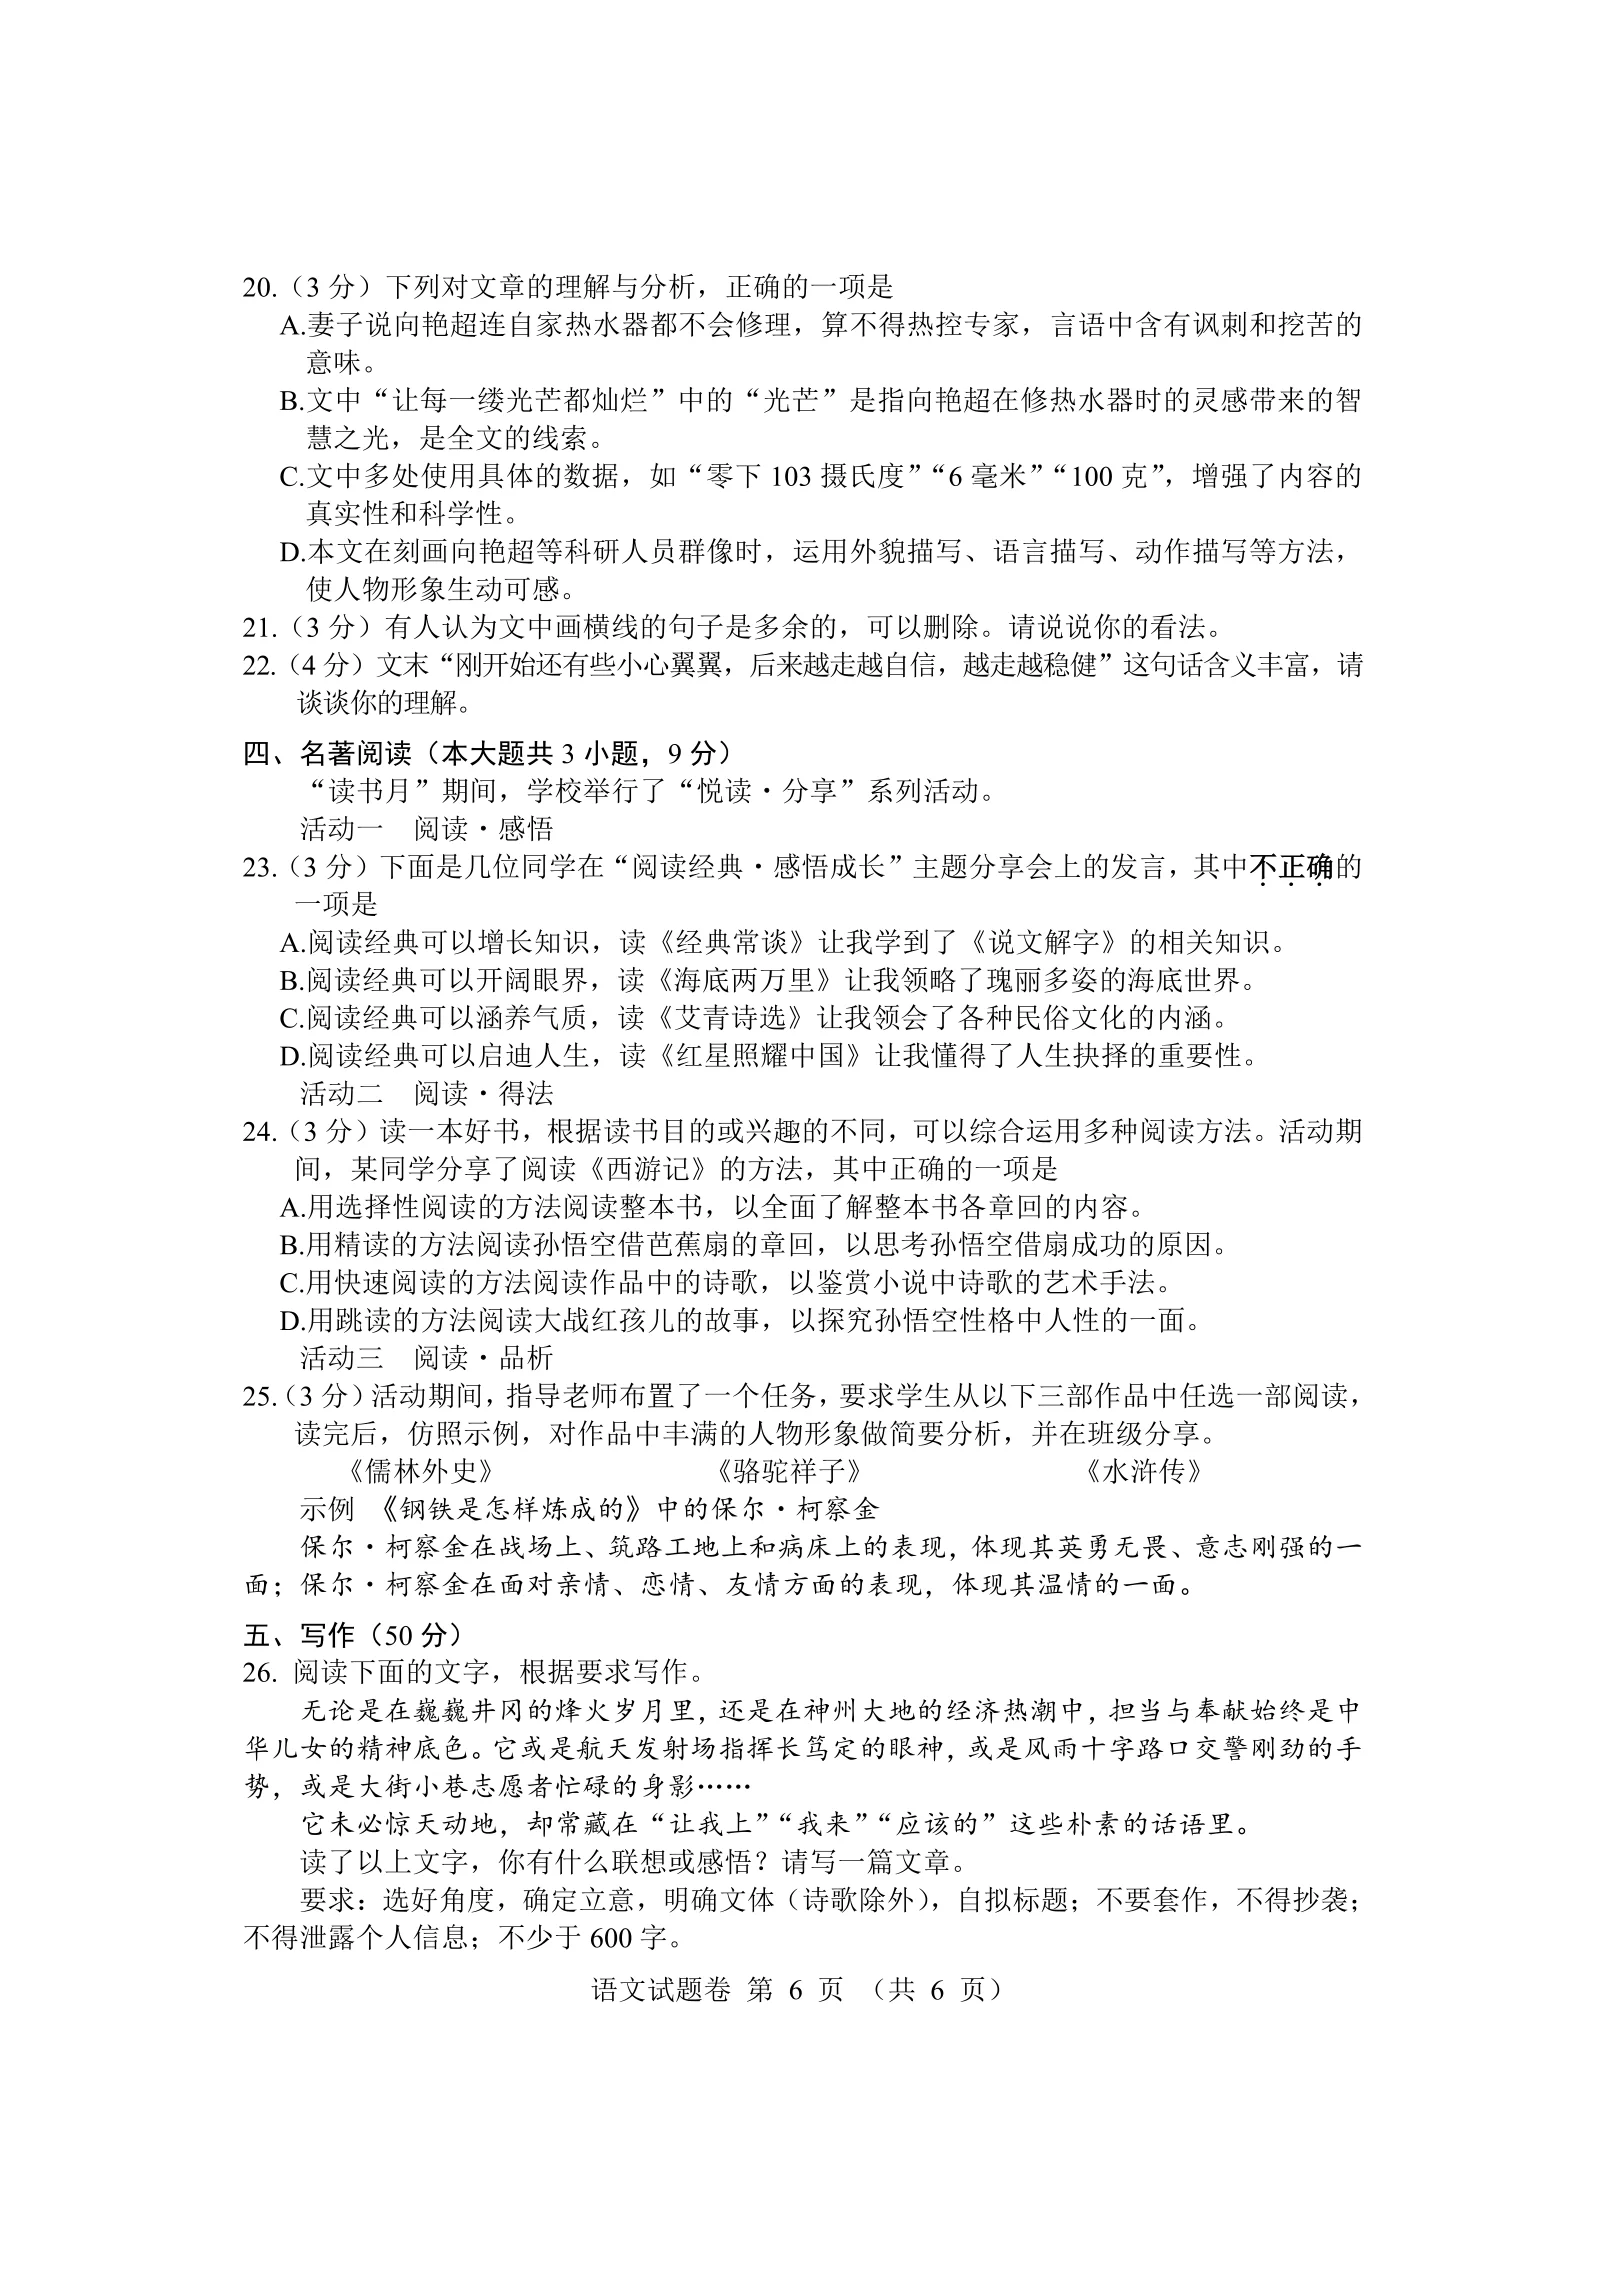 20.（3 分）下列对文章的理解与分析，正确的一项是
A.妻子说向艳超连自家热水器都不会修理，算不得热控专家，言语中含有讽刺和挖苦的
意味。
B.文中“让每一缕光芒都灿烂”中的“光芒”是指向艳超在修热水器时的灵感带来的智
慧之光，是全文的线索。
C.文中多处使用具体的数据，如“零下 103 摄氏度”“6 毫米”“100 克”，增强了内容的
真实性和科学性。
D.本文在刻画向艳超等科研人员群像时，运用外貌描写、语言描写、动作描写等方法，
使人物形象生动可感。
21.（3 分）有人认为文中画横线的句子是多余的，可以删除。请说说你的看法。
22.（4 分）文末“刚开始还有些小心翼翼，后来越走越自信，越走越稳健”这句话含义丰富，请
谈谈你的理解。
四、名著阅读（本大题共 3 小题，9 分）
“读书月”期间，学校举行了“悦读·分享”系列活动。
活动一　阅读·感悟
23.（3 分）下面是几位同学在“阅读经典·感悟成长”主题分享会上的发言，其中不正确的
一项是
A.阅读经典可以增长知识，读《经典常谈》让我学到了《说文解字》的相关知识。
B.阅读经典可以开阔眼界，读《海底两万里》让我领略了瑰丽多姿的海底世界。
C.阅读经典可以涵养气质，读《艾青诗选》让我领会了各种民俗文化的内涵。
D.阅读经典可以启迪人生，读《红星照耀中国》让我懂得了人生抉择的重要性。
活动二　阅读·得法
24.（3 分）读一本好书，根据读书目的或兴趣的不同，可以综合运用多种阅读方法。活动期
间，某同学分享了阅读《西游记》的方法，其中正确的一项是
A.用选择性阅读的方法阅读整本书，以全面了解整本书各章回的内容。
B.用精读的方法阅读孙悟空借芭蕉扇的章回，以思考孙悟空借扇成功的原因。
C.用快速阅读的方法阅读作品中的诗歌，以鉴赏小说中诗歌的艺术手法。
D.用跳读的方法阅读大战红孩儿的故事，以探究孙悟空性格中人性的一面。
活动三　阅读·品析
25.（3 分）活动期间，指导老师布置了一个任务，要求学生从以下三部作品中任选一部阅读，
读完后，仿照示例，对作品中丰满的人物形象做简要分析，并在班级分享。
《儒林外史》　《骆驼祥子》　《水浒传》
示例 《钢铁是怎样炼成的》中的保尔·柯察金
保尔·柯察金在战场上、筑路工地上和病床上的表现，体现其英勇无畏、意志刚强的一
面；保尔·柯察金在面对亲情、恋情、友情方面的表现，体现其温情的一面。
五、写作（50 分）
26. 阅读下面的文字，根据要求写作。
无论是在巍巍井冈的烽火岁月里，还是在神州大地的经济热潮中，担当与奉献始终是中
华儿女的精神底色。它或是航天发射场指挥长笃定的眼神，或是风雨十字路口交警刚劲的手
势，或是大街小巷志愿者忙碌的身影……
它未必惊天动地，却常藏在“让我上”“我来”“应该的”这些朴素的话语里。
读了以上文字，你有什么联想或感悟？请写一篇文章。
要求：选好角度，确定立意，明确文体（诗歌除外），自拟标题；不要套作，不得抄袭；
不得泄露个人信息；不少于 600 字。
语文试题卷 第 6 页 （共 6 页）